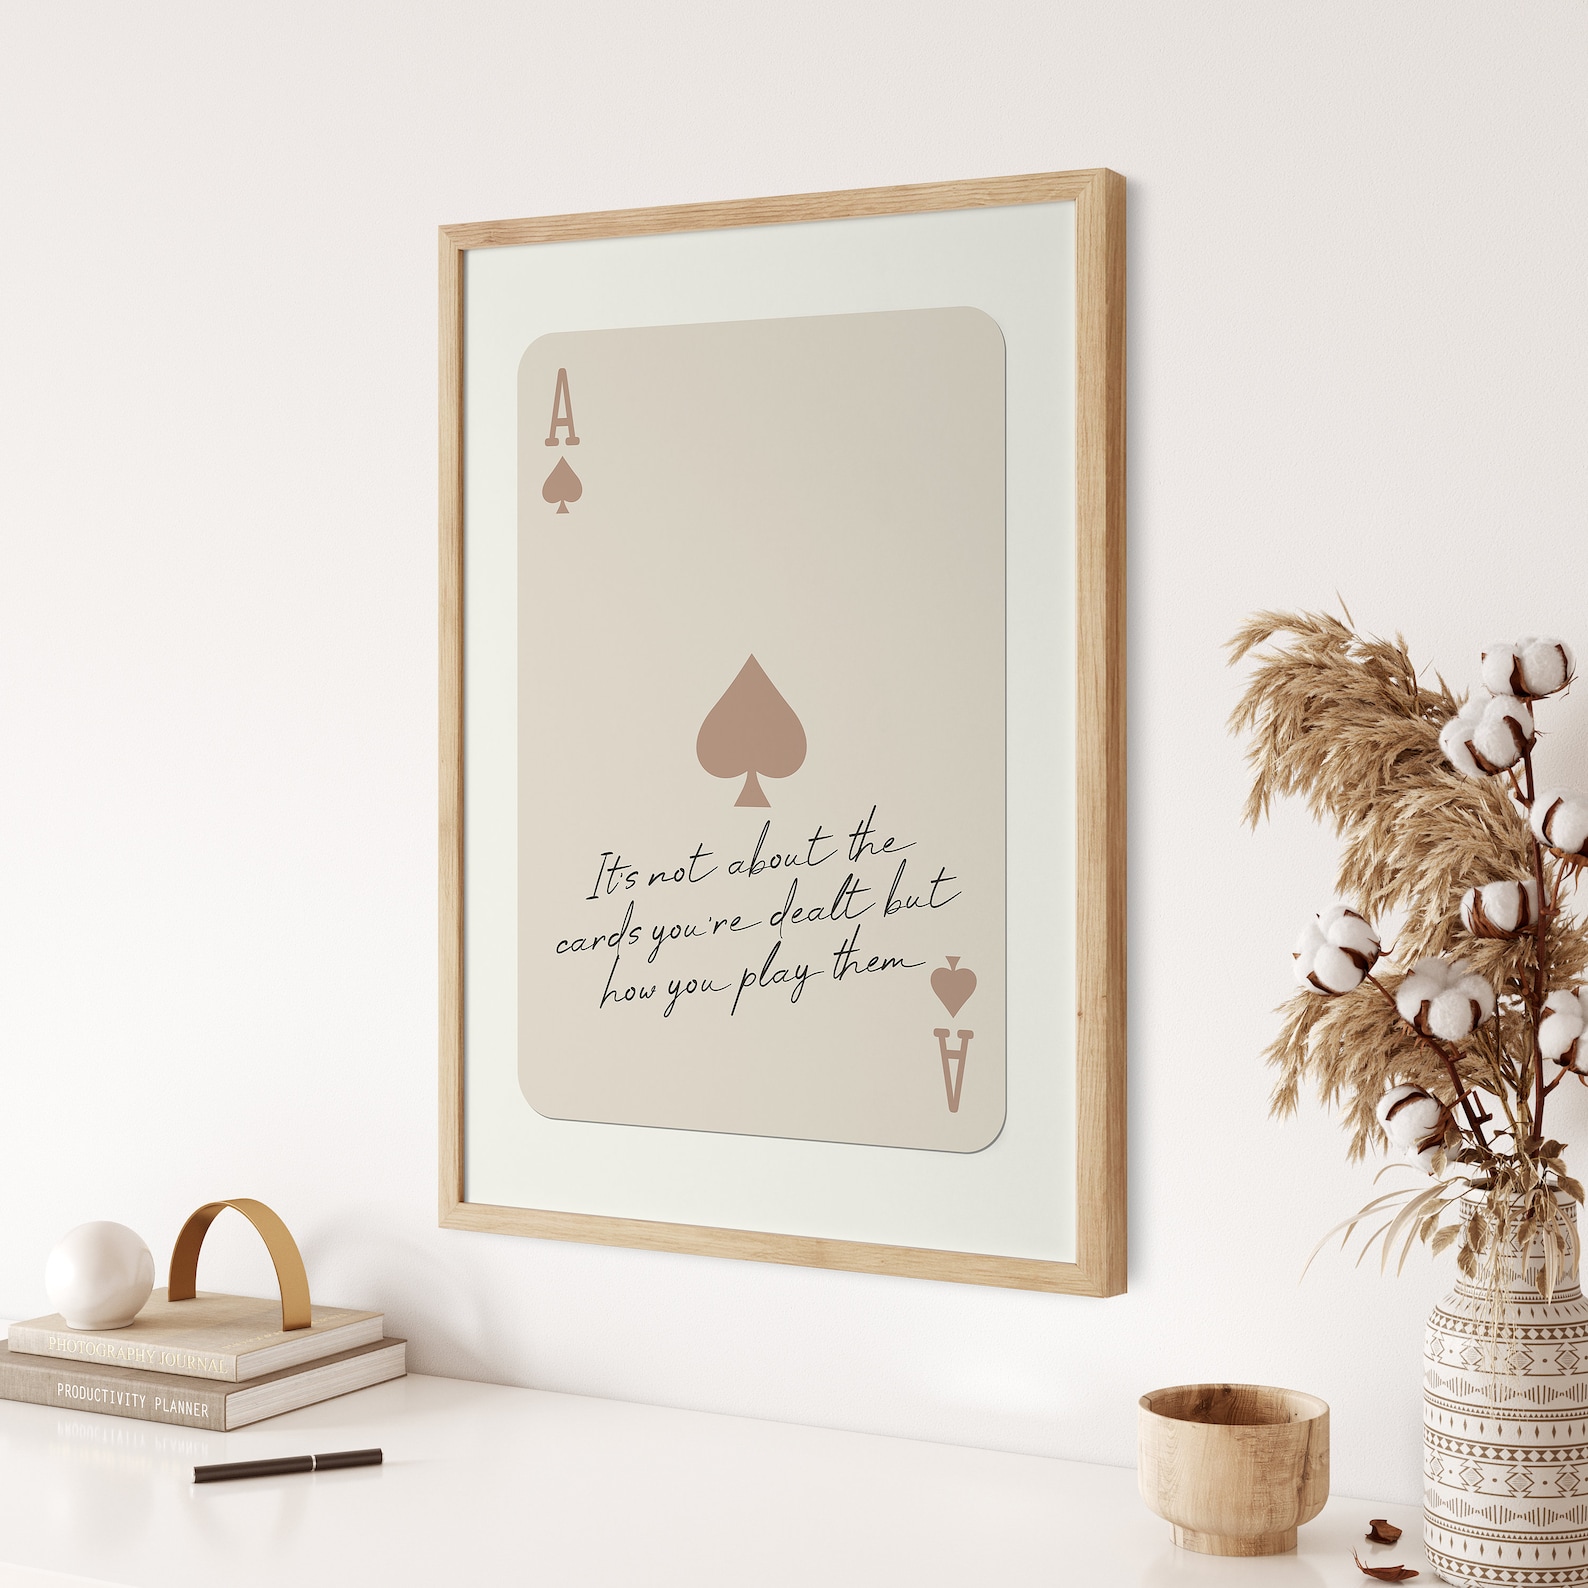 A
It's not about the
cards you're dealt but
how you play them
A
PHOTOGRAPHY JOURNAL
PRODUCTIVITY PLANNER